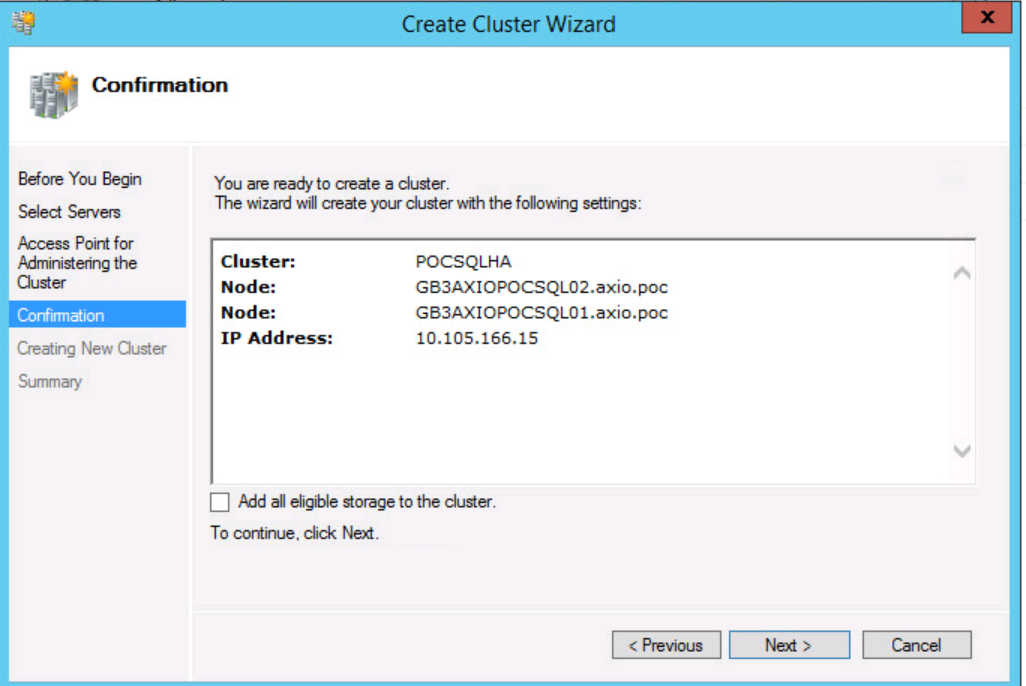 Create Cluster Wizard
x
Confirmation
Before You Begin
Select Servers
Access Point for
Administering the
Cluster
Confirmation
Creating New Cluster
Summary
You are ready to create a cluster.
The wizard will create your cluster with the following settings:
Cluster: POCSQLHA
Node: GB3AXIOPOCSQL02.axio.poc
Node: GB3AXIOPOCSQL01.axio.poc
IP Address: 10.105.166.15
Add all eligible storage to the cluster.
To continue, click Next.
< Previous
Next >
Cancel